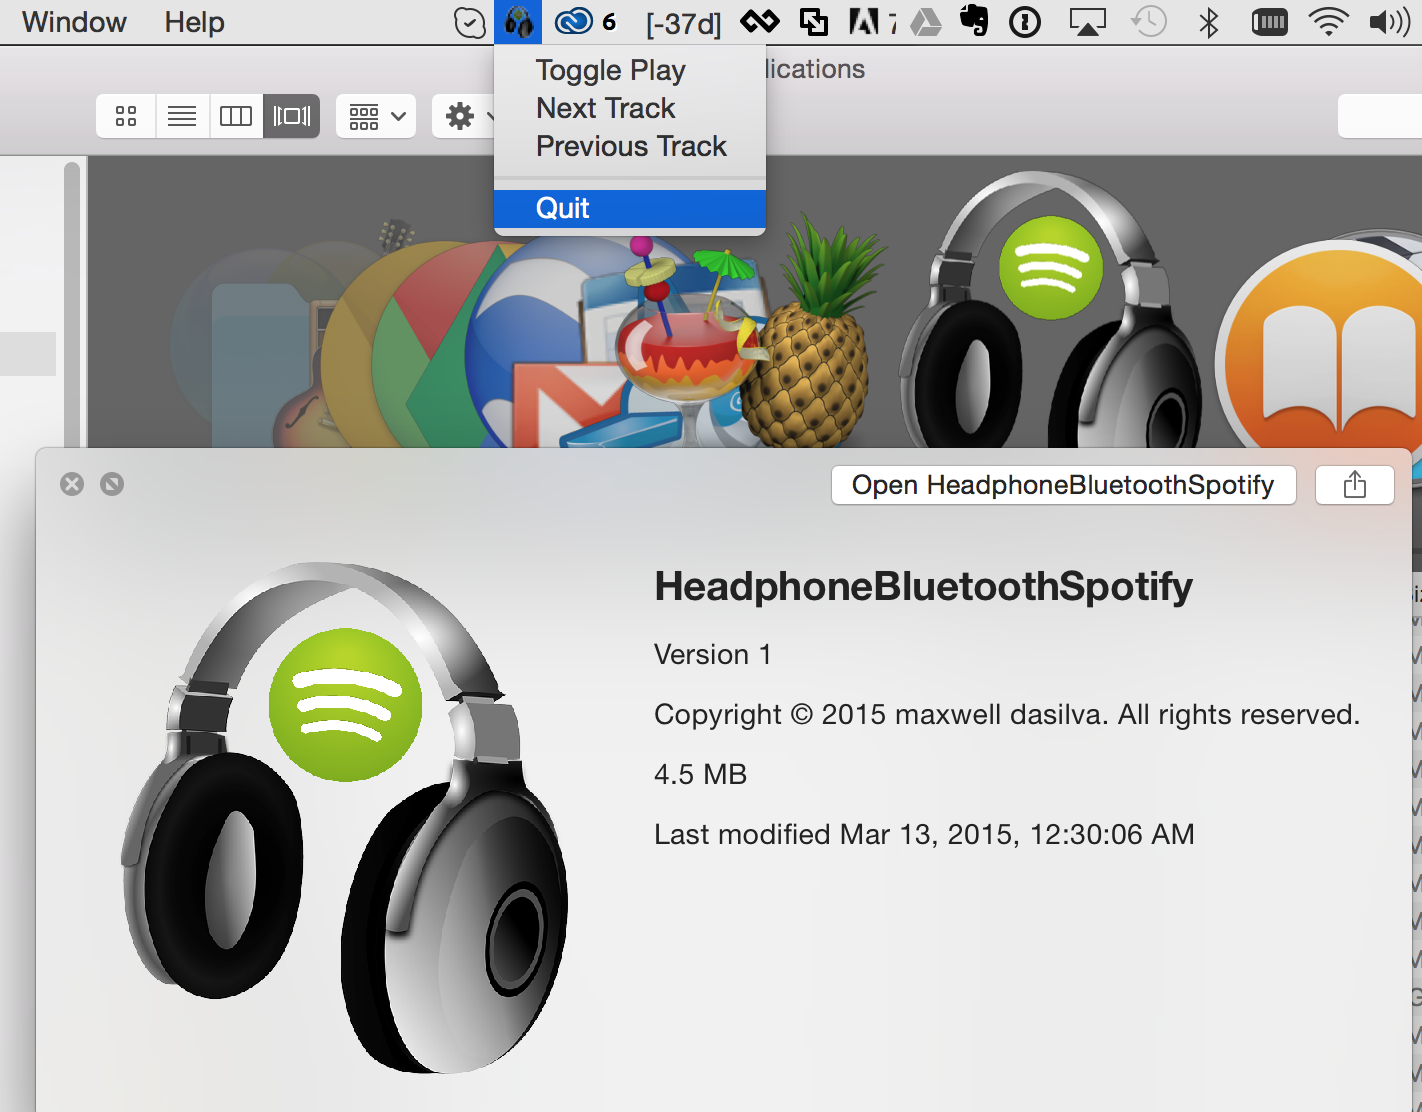 Window Help 6 [-37d] 7
Toggle Play
lications
Next Track
Previous Track
Quit
Open HeadphoneBluetoothSpotify
HeadphoneBluetoothSpotify
Version 1
Copyright © 2015 maxwell dasilva. All rights reserved.
4.5 MB
Last modified Mar 13, 2015, 12:30:06 AM